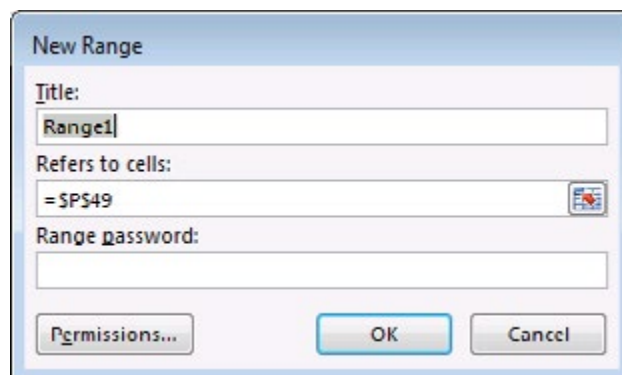 New Range
Title:
Range1
Refers to cells:
=$P$49
Range password:
Permissions...
OK
Cancel